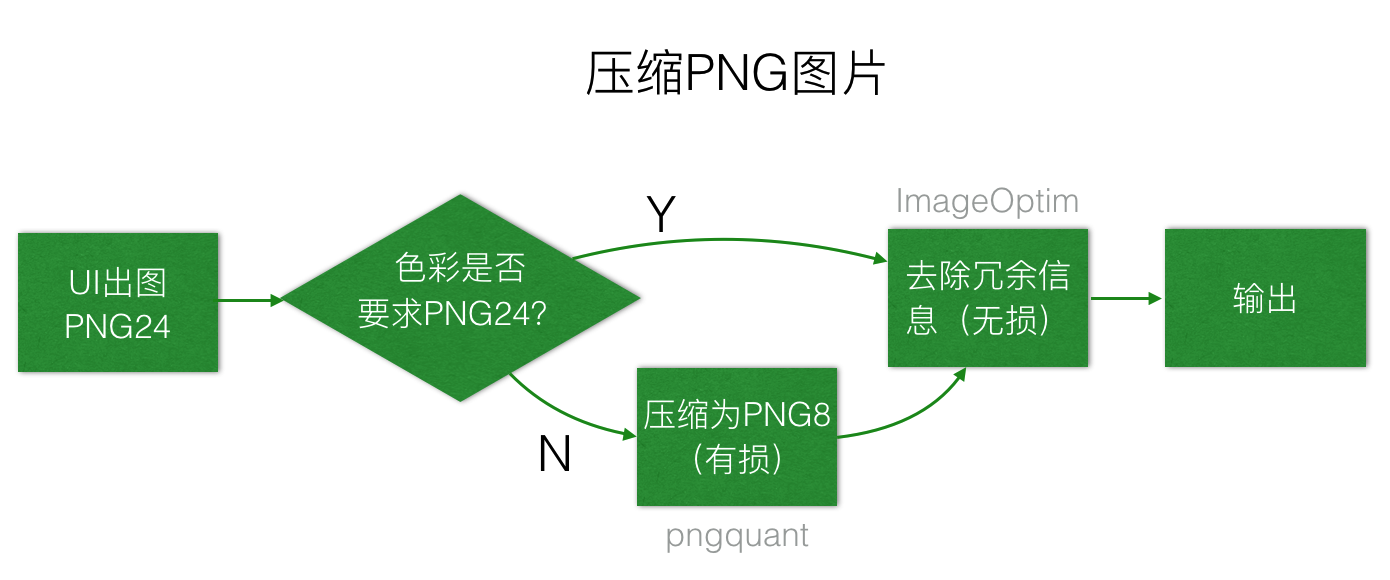 压缩PNG图片
UI出图
PNG24
色彩是否
要求PNG24?
Y
N
压缩为PNG8
（有损）
pngquant
ImageOptim
去除冗余信
息（无损）
输出